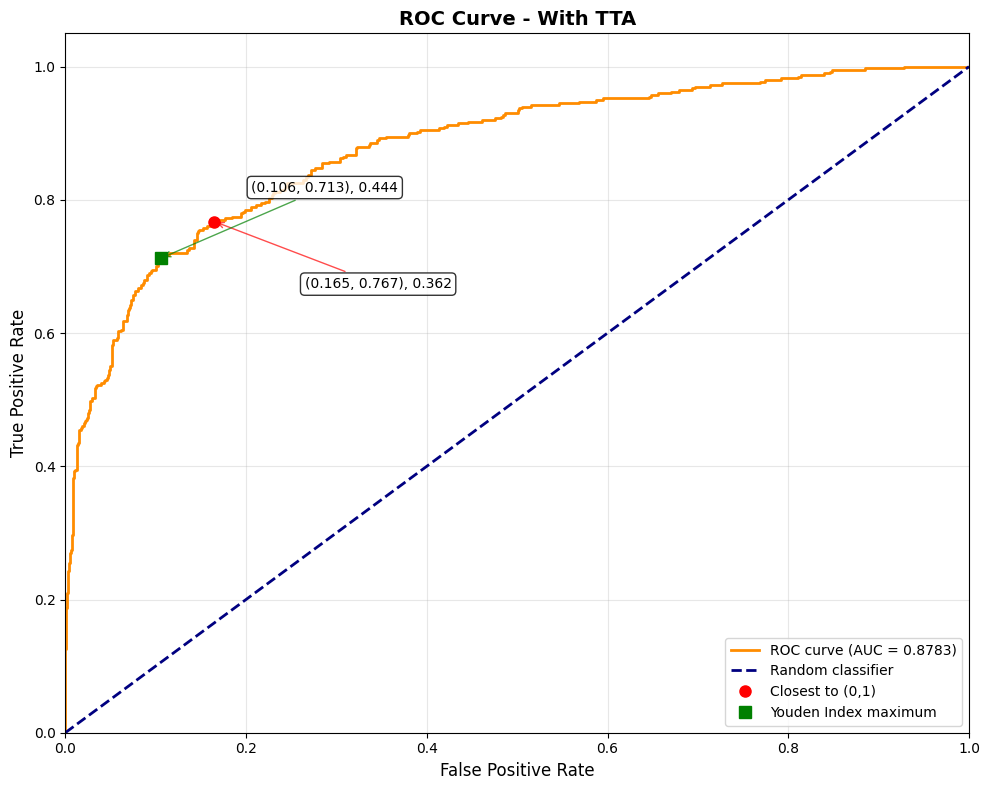 ROC Curve - With TTA
True Positive Rate
1.0
0.8
0.6
0.4
0.2
0.0
(0.106, 0.713), 0.444
(0.165, 0.767), 0.362
ROC curve (AUC = 0.8783)
Random classifier
Closest to (0,1)
Youden Index maximum
0.0 0.2 0.4 0.6 0.8 1.0
False Positive Rate